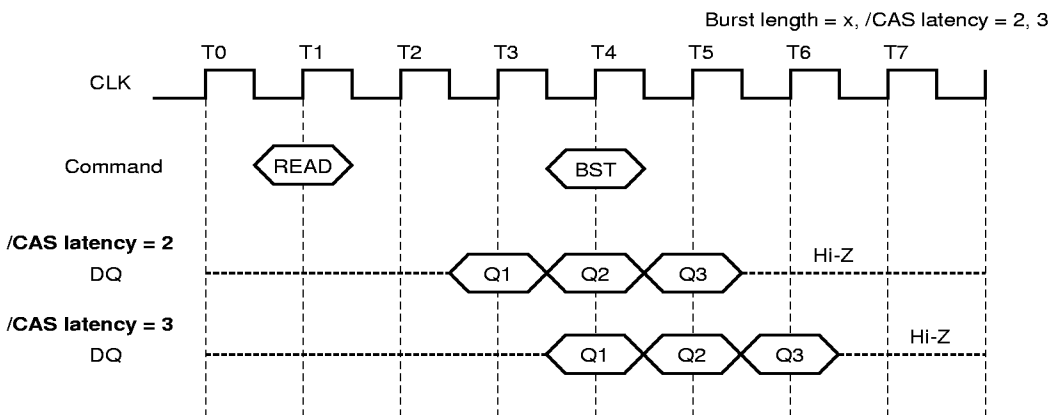 Burst length = x, /CAS latency = 2, 3
T0 T1 T2 T3 T4 T5 T6 T7
CLK
Command READ BST
/CAS latency = 2
DQ Q1 Q2 Q3 Hi-Z
/CAS latency = 3
DQ Q1 Q2 Q3 Hi-Z